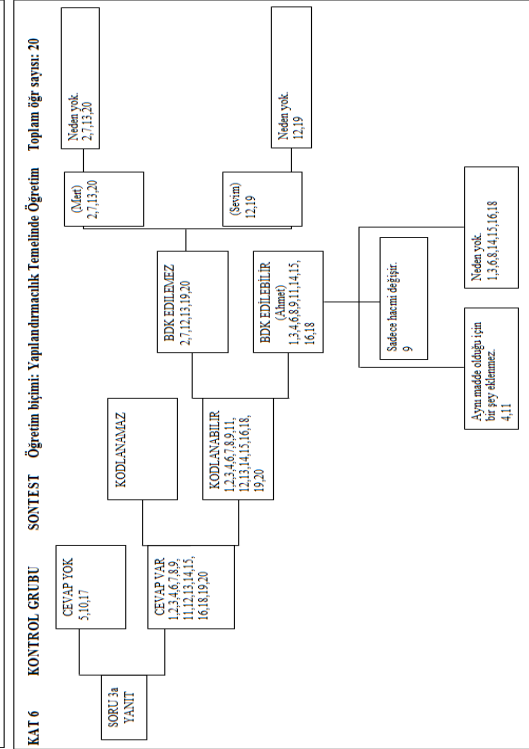 KAT 6 KONTROL GRUBU SONTEST Öğretim biçimi: Yapılandırmacılık Temelinde Öğretim Toplam öğr sayısı: 20
SORU 3a
YANIT
CEVAP YOK
5,10,17
CEVAP VAR
1,2,3,4,6,7,8,9,
11,12,13,14,15,
16,18,19,20
KODLANAMAZ
KODLANABILIR
1,2,3,4,6,7,8,9,11,
12,13,14,15,16,18,
19,20
BDK EDILEMEZ
2,7,12,13,19,20
BDK EDİLEBİLİR
(Ahmet)
1,3,4,6,8,9,11,14,15,
16,18
(Mert)
2,7,13,20
(Sevim)
12,19
Neden yok.
2,7,13,20
Neden yok.
12,19
Sadece hacmi değişir.
9
Aynı madde olduğu için
bir şey eklenmez.
4,11
Neden yok.
1,3,6,8,14,15,16,18